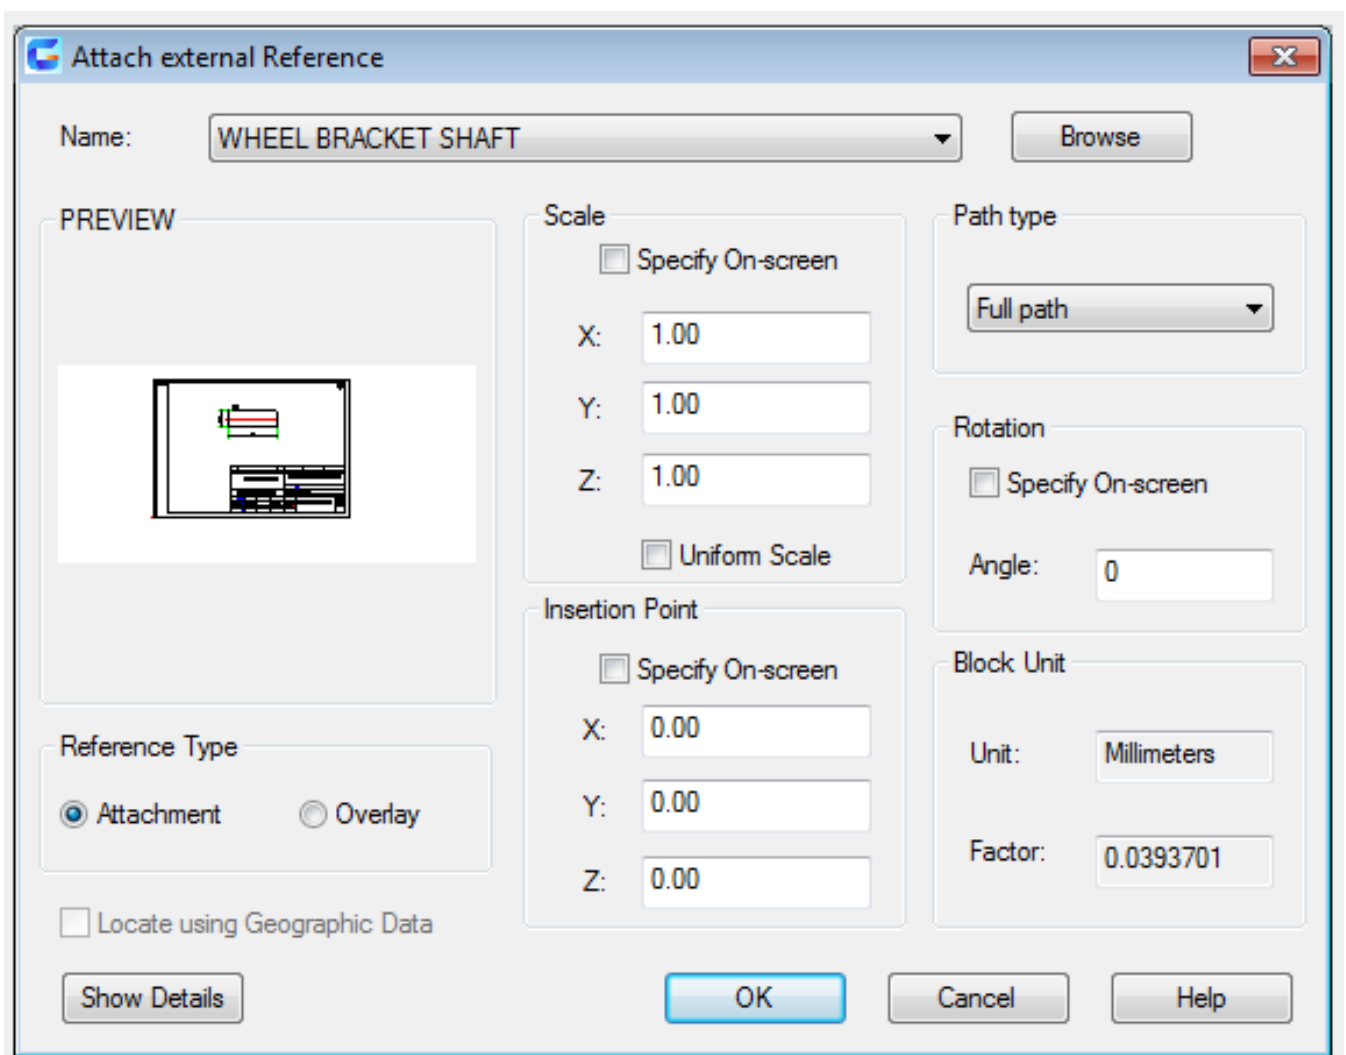 Attach external Reference
Name: WHEEL BRACKET SHAFT Browse
PREVIEW
Scale
Specify On-screen
X: 1.00
Y: 1.00
Z: 1.00
Uniform Scale
Path type
Full path
Rotation
Specify On-screen
Angle: 0
Insertion Point
Specify On-screen
X: 0.00
Y: 0.00
Z: 0.00
Block Unit
Unit: Millimeters
Factor: 0.0393701
Reference Type
Attachment Overlay
Locate using Geographic Data
Show Details OK Cancel Help